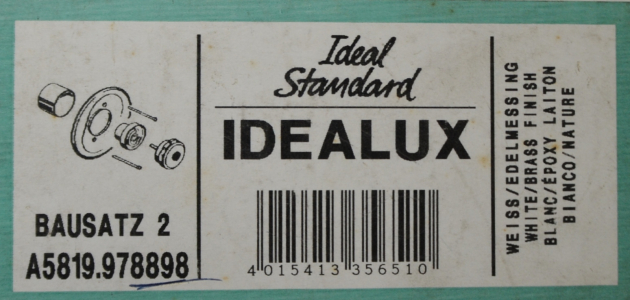 BAUSATZ 2
A5819.978898
Ideal
Standard
IDEALUX
4 015413 356510
WEISS/EDELMESSING
WHITE/BRASS FINISH
BLANC/ÉPOXY LAITON
BIANCO/NATURE